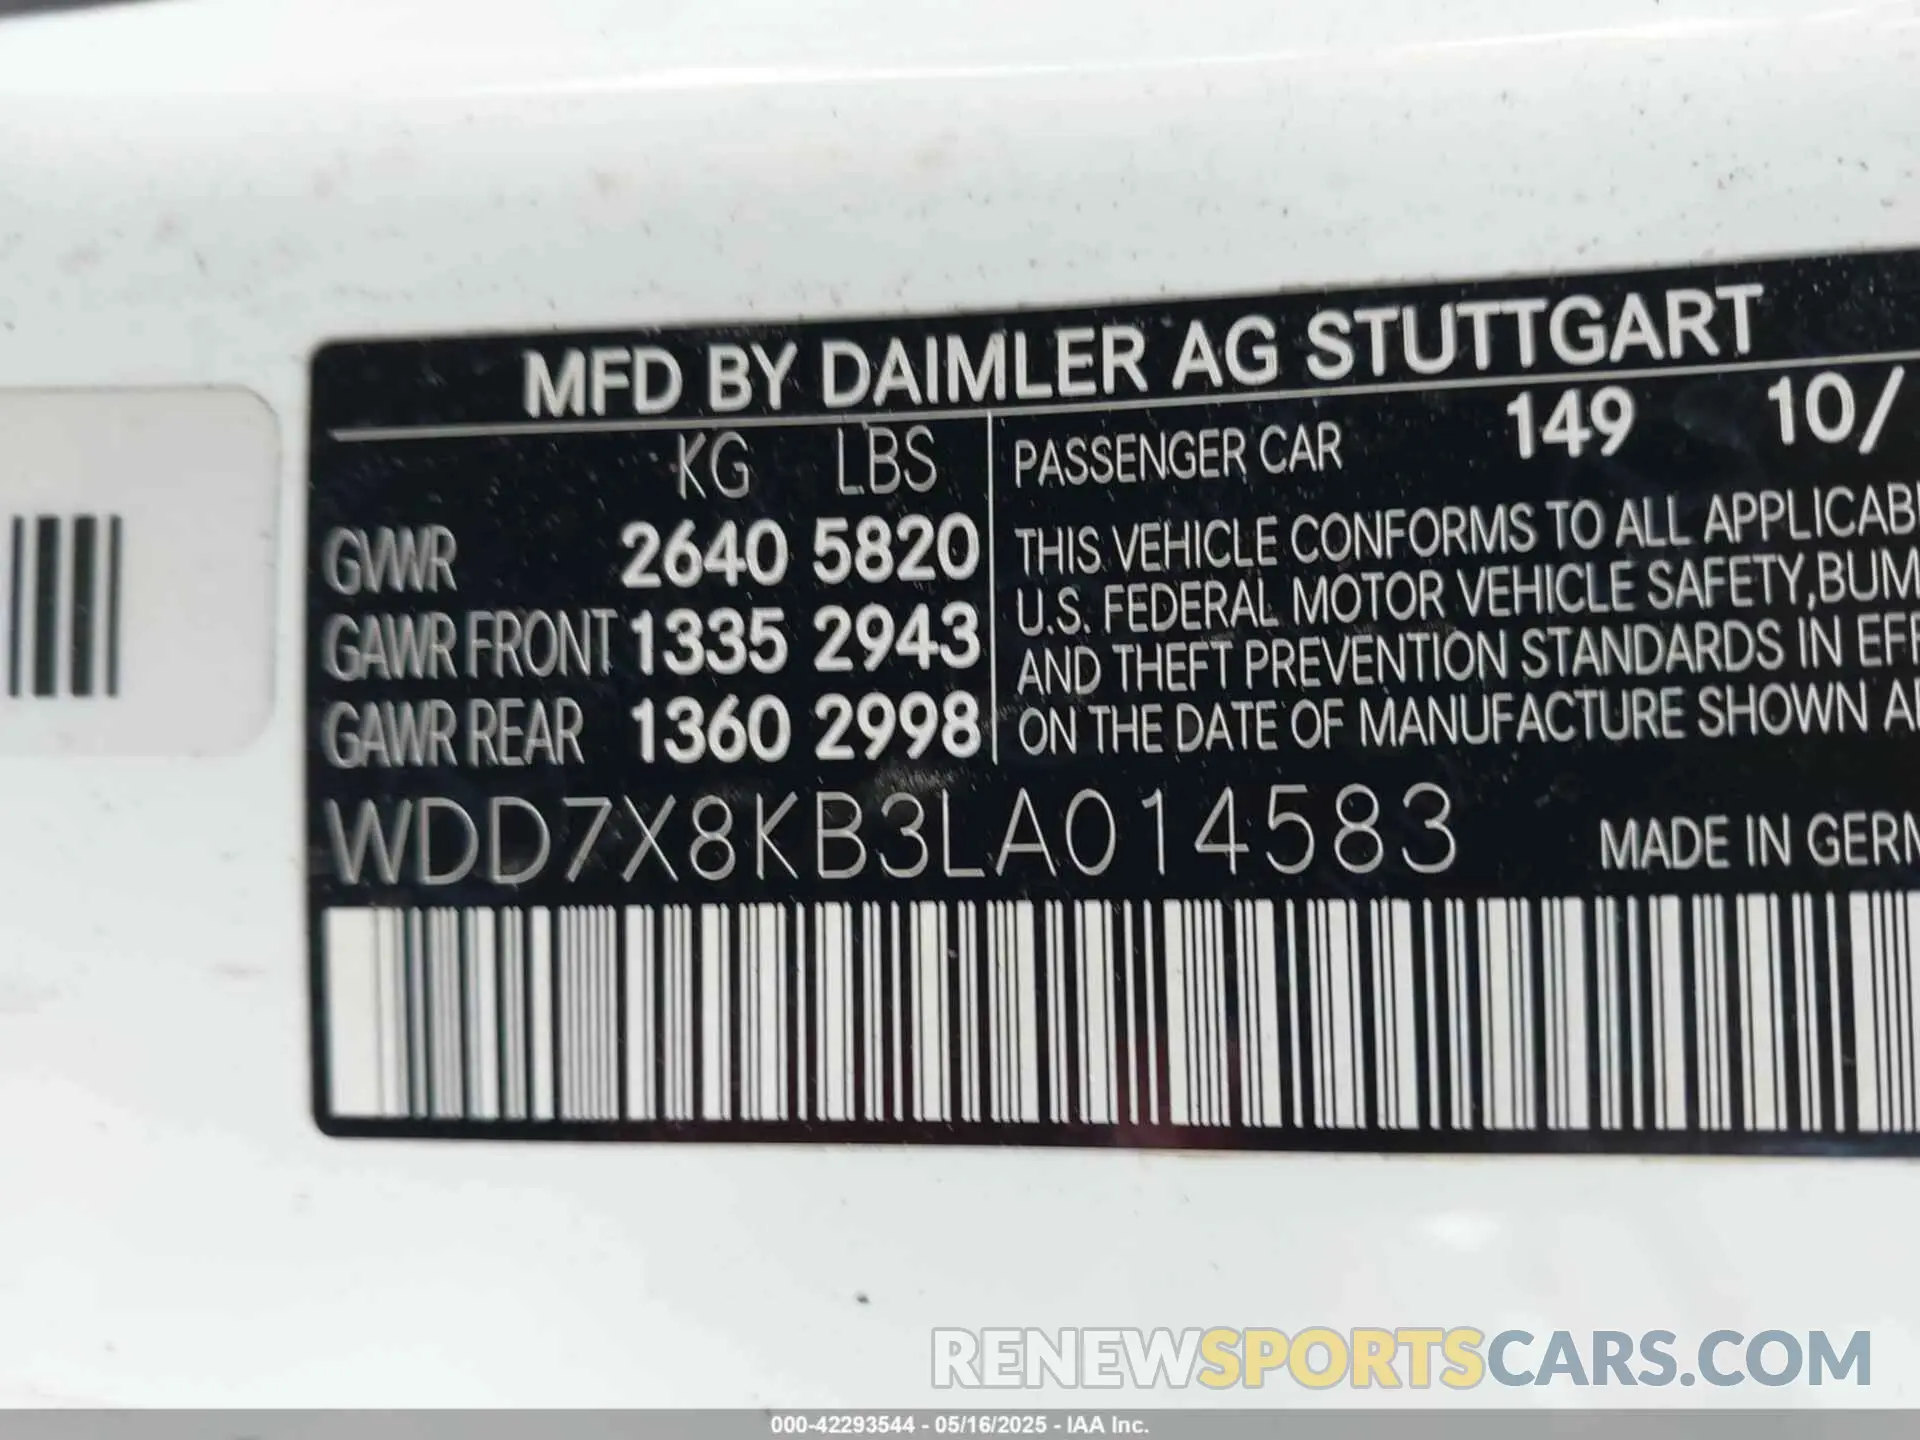 MFD BY DAIMLER AG STUTTGART
KG LBS
GVWR 2640 5820
GAWR FRONT 1335 2943
GAWR REAR 1360 2998
PASSENGER CAR 149 10/
THIS VEHICLE CONFORMS TO ALL APPLICAB
U.S. FEDERAL MOTOR VEHICLE SAFETY,BUM
AND THEFT PREVENTION STANDARDS IN EFF
ON THE DATE OF MANUFACTURE SHOWN A
WDD7X8KB3LA014583
MADE IN GERM
RENEWSPORTSCARS.COM
000-42293544 - 05/16/2025 - IAA Inc.